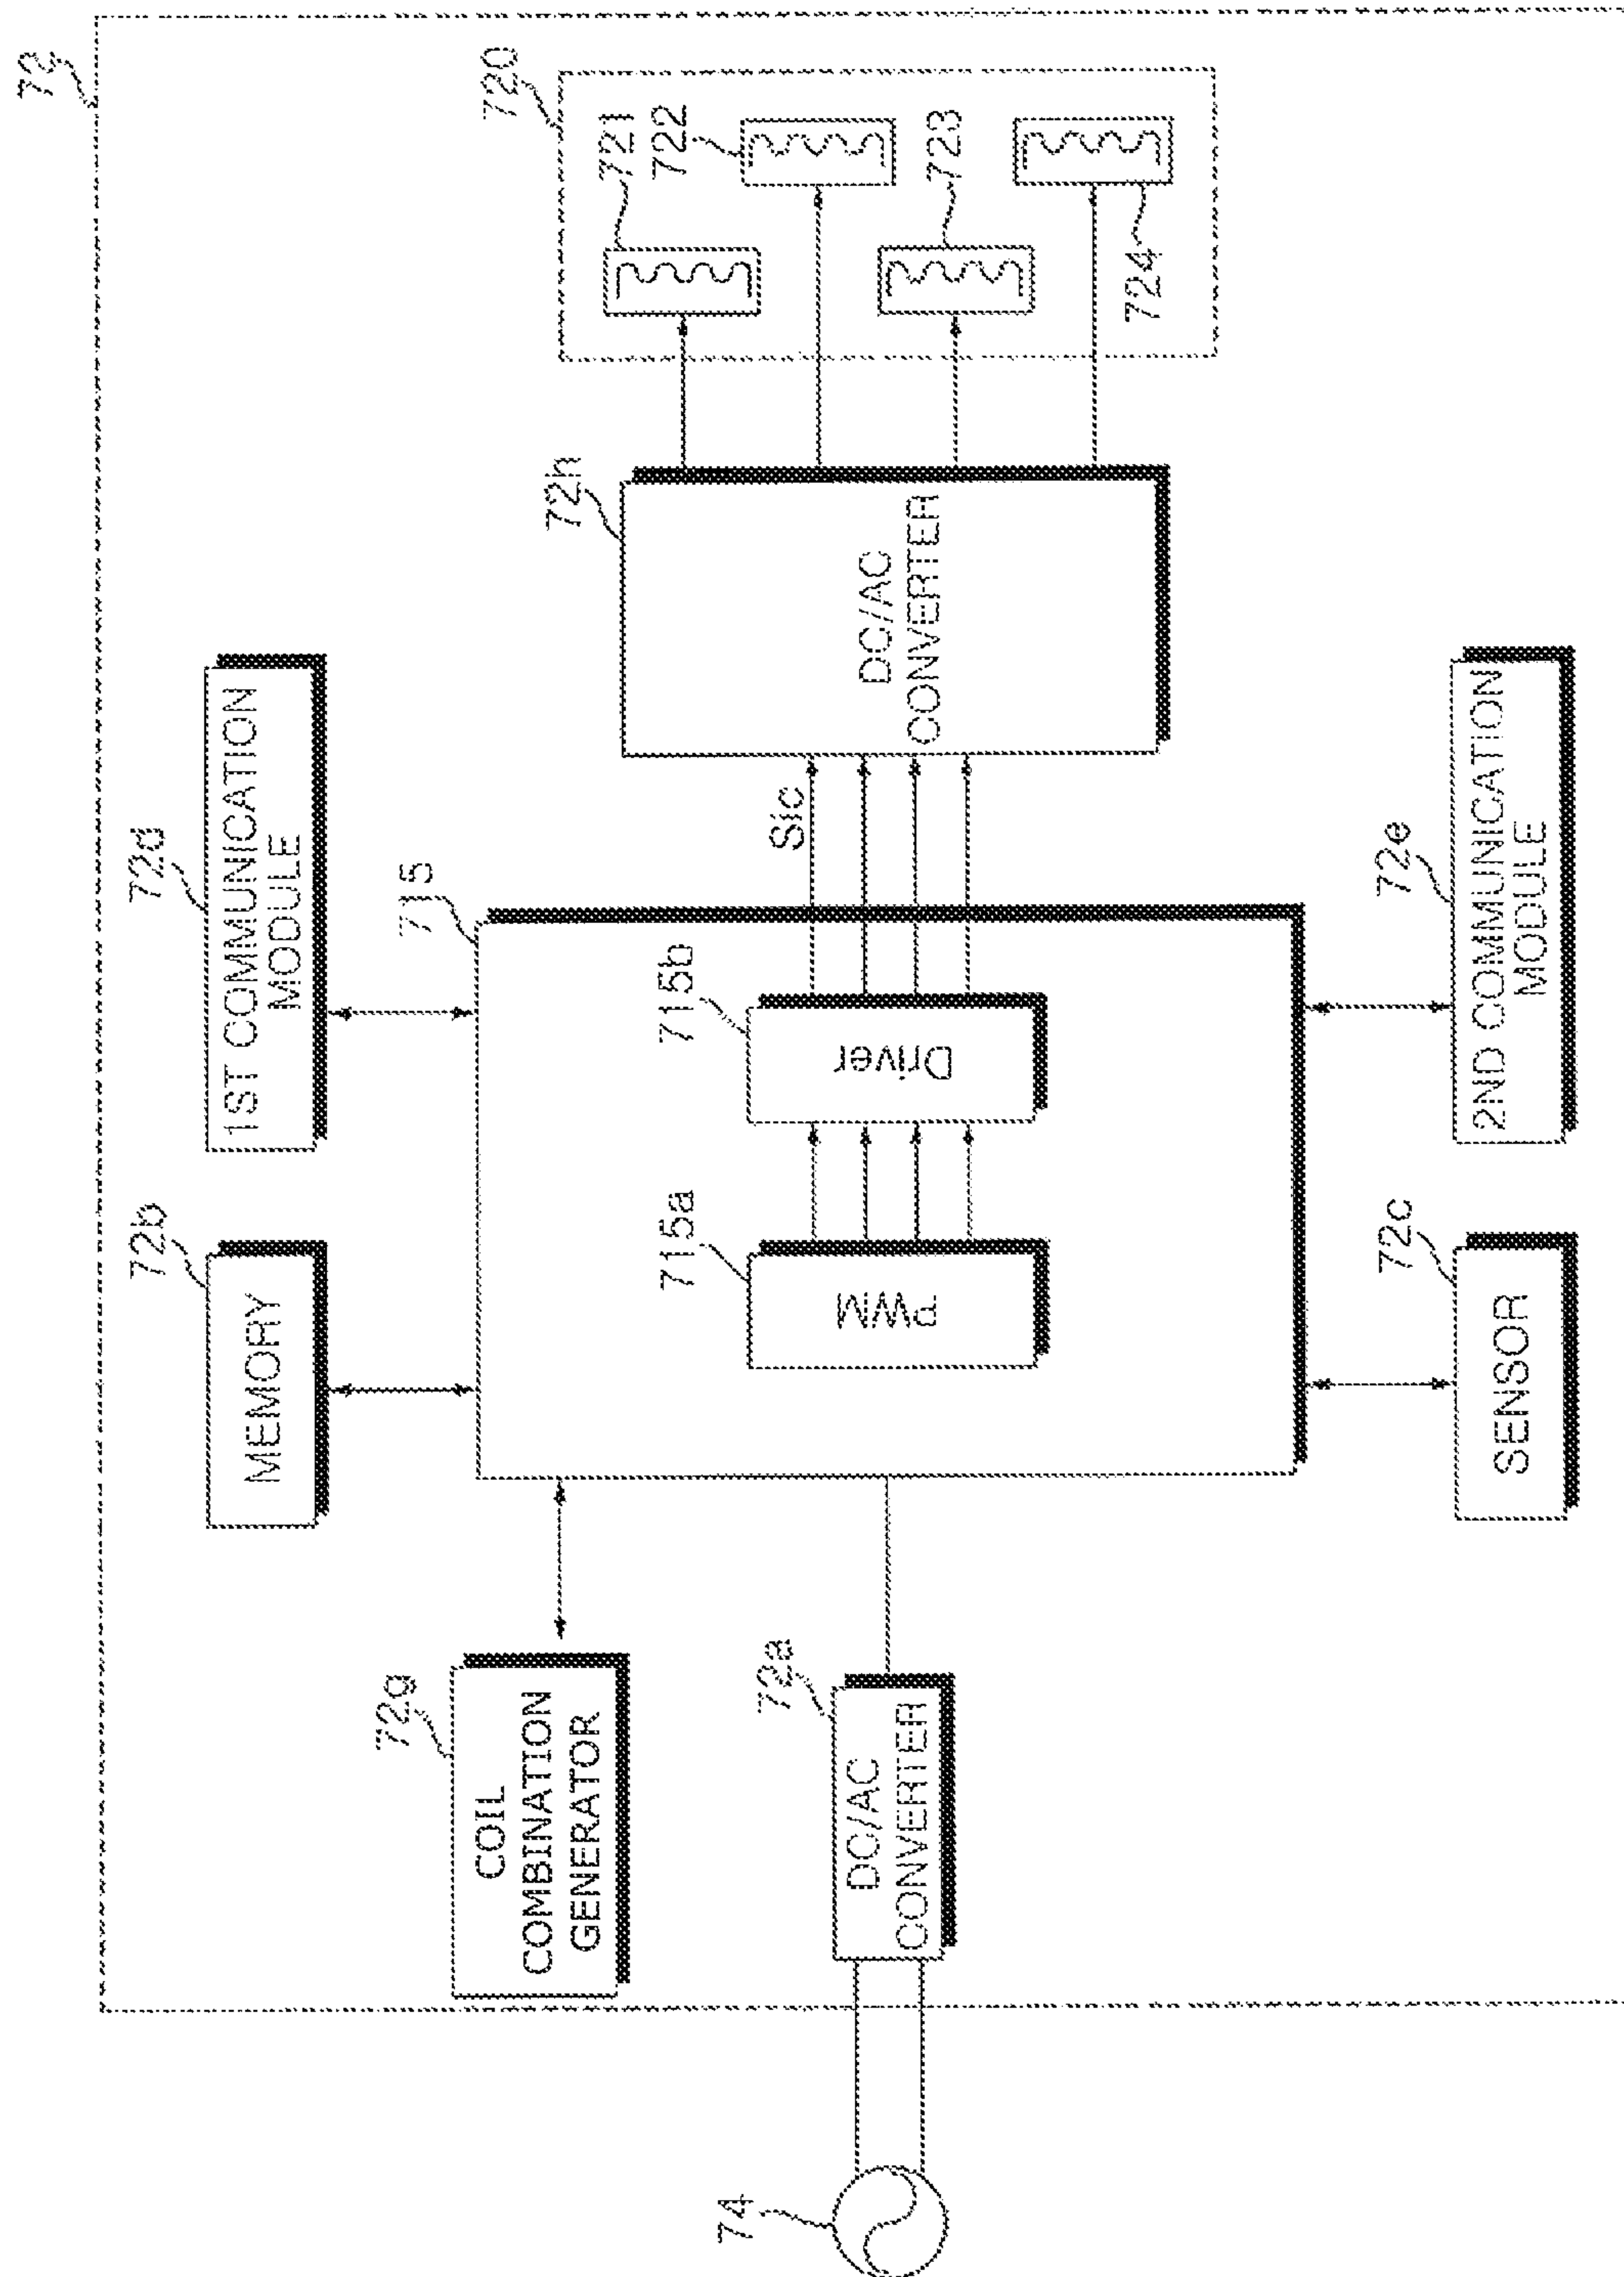 72
720
721
722
723
724
72h
DC/AC
CONVERTER
72d
1ST COMMUNICATION
MODULE
715
Sic
715b
Driver
715a
PWM
72e
2ND COMMUNICATION
MODULE
72b
MEMORY
72c
SENSOR
72g
COIL
COMBINATION
GENERATOR
72a
DC/AC
CONVERTER
74